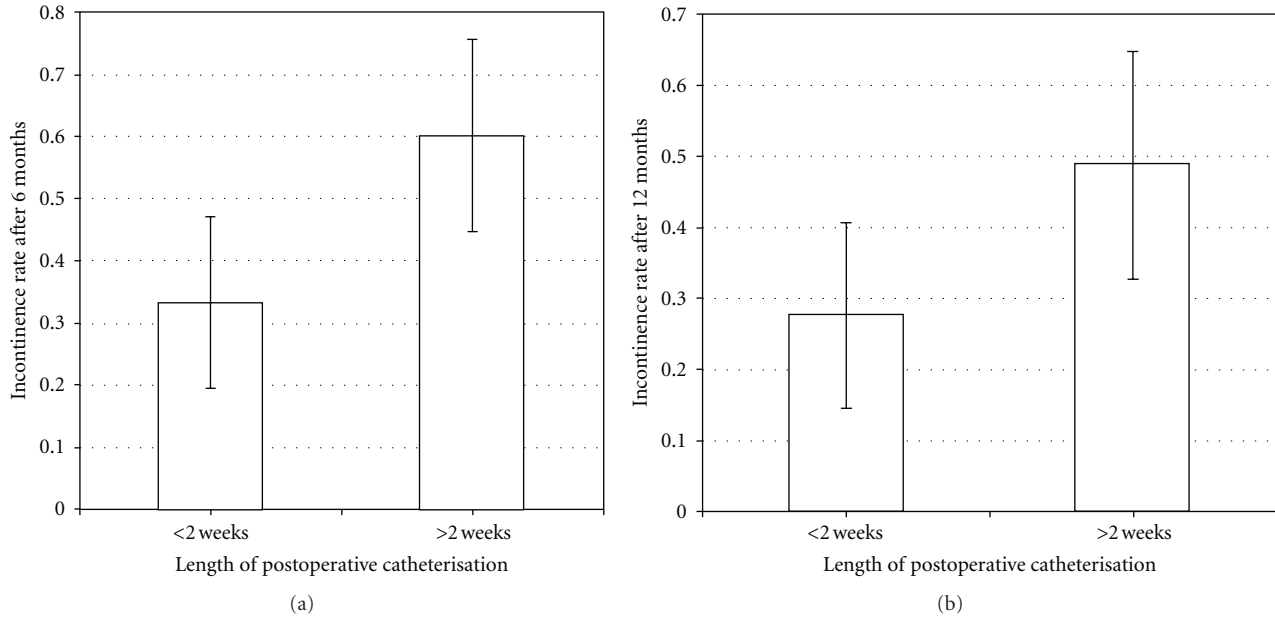 0.8
0.7
0.6
0.5
0.4
0.3
0.2
0.1
0
Incontinence rate after 6 months
<2 weeks >2 weeks
Length of postoperative catheterisation
(a)
0.7
0.6
0.5
0.4
0.3
0.2
0.1
0
Incontinence rate after 12 months
<2 weeks >2 weeks
Length of postoperative catheterisation
(b)